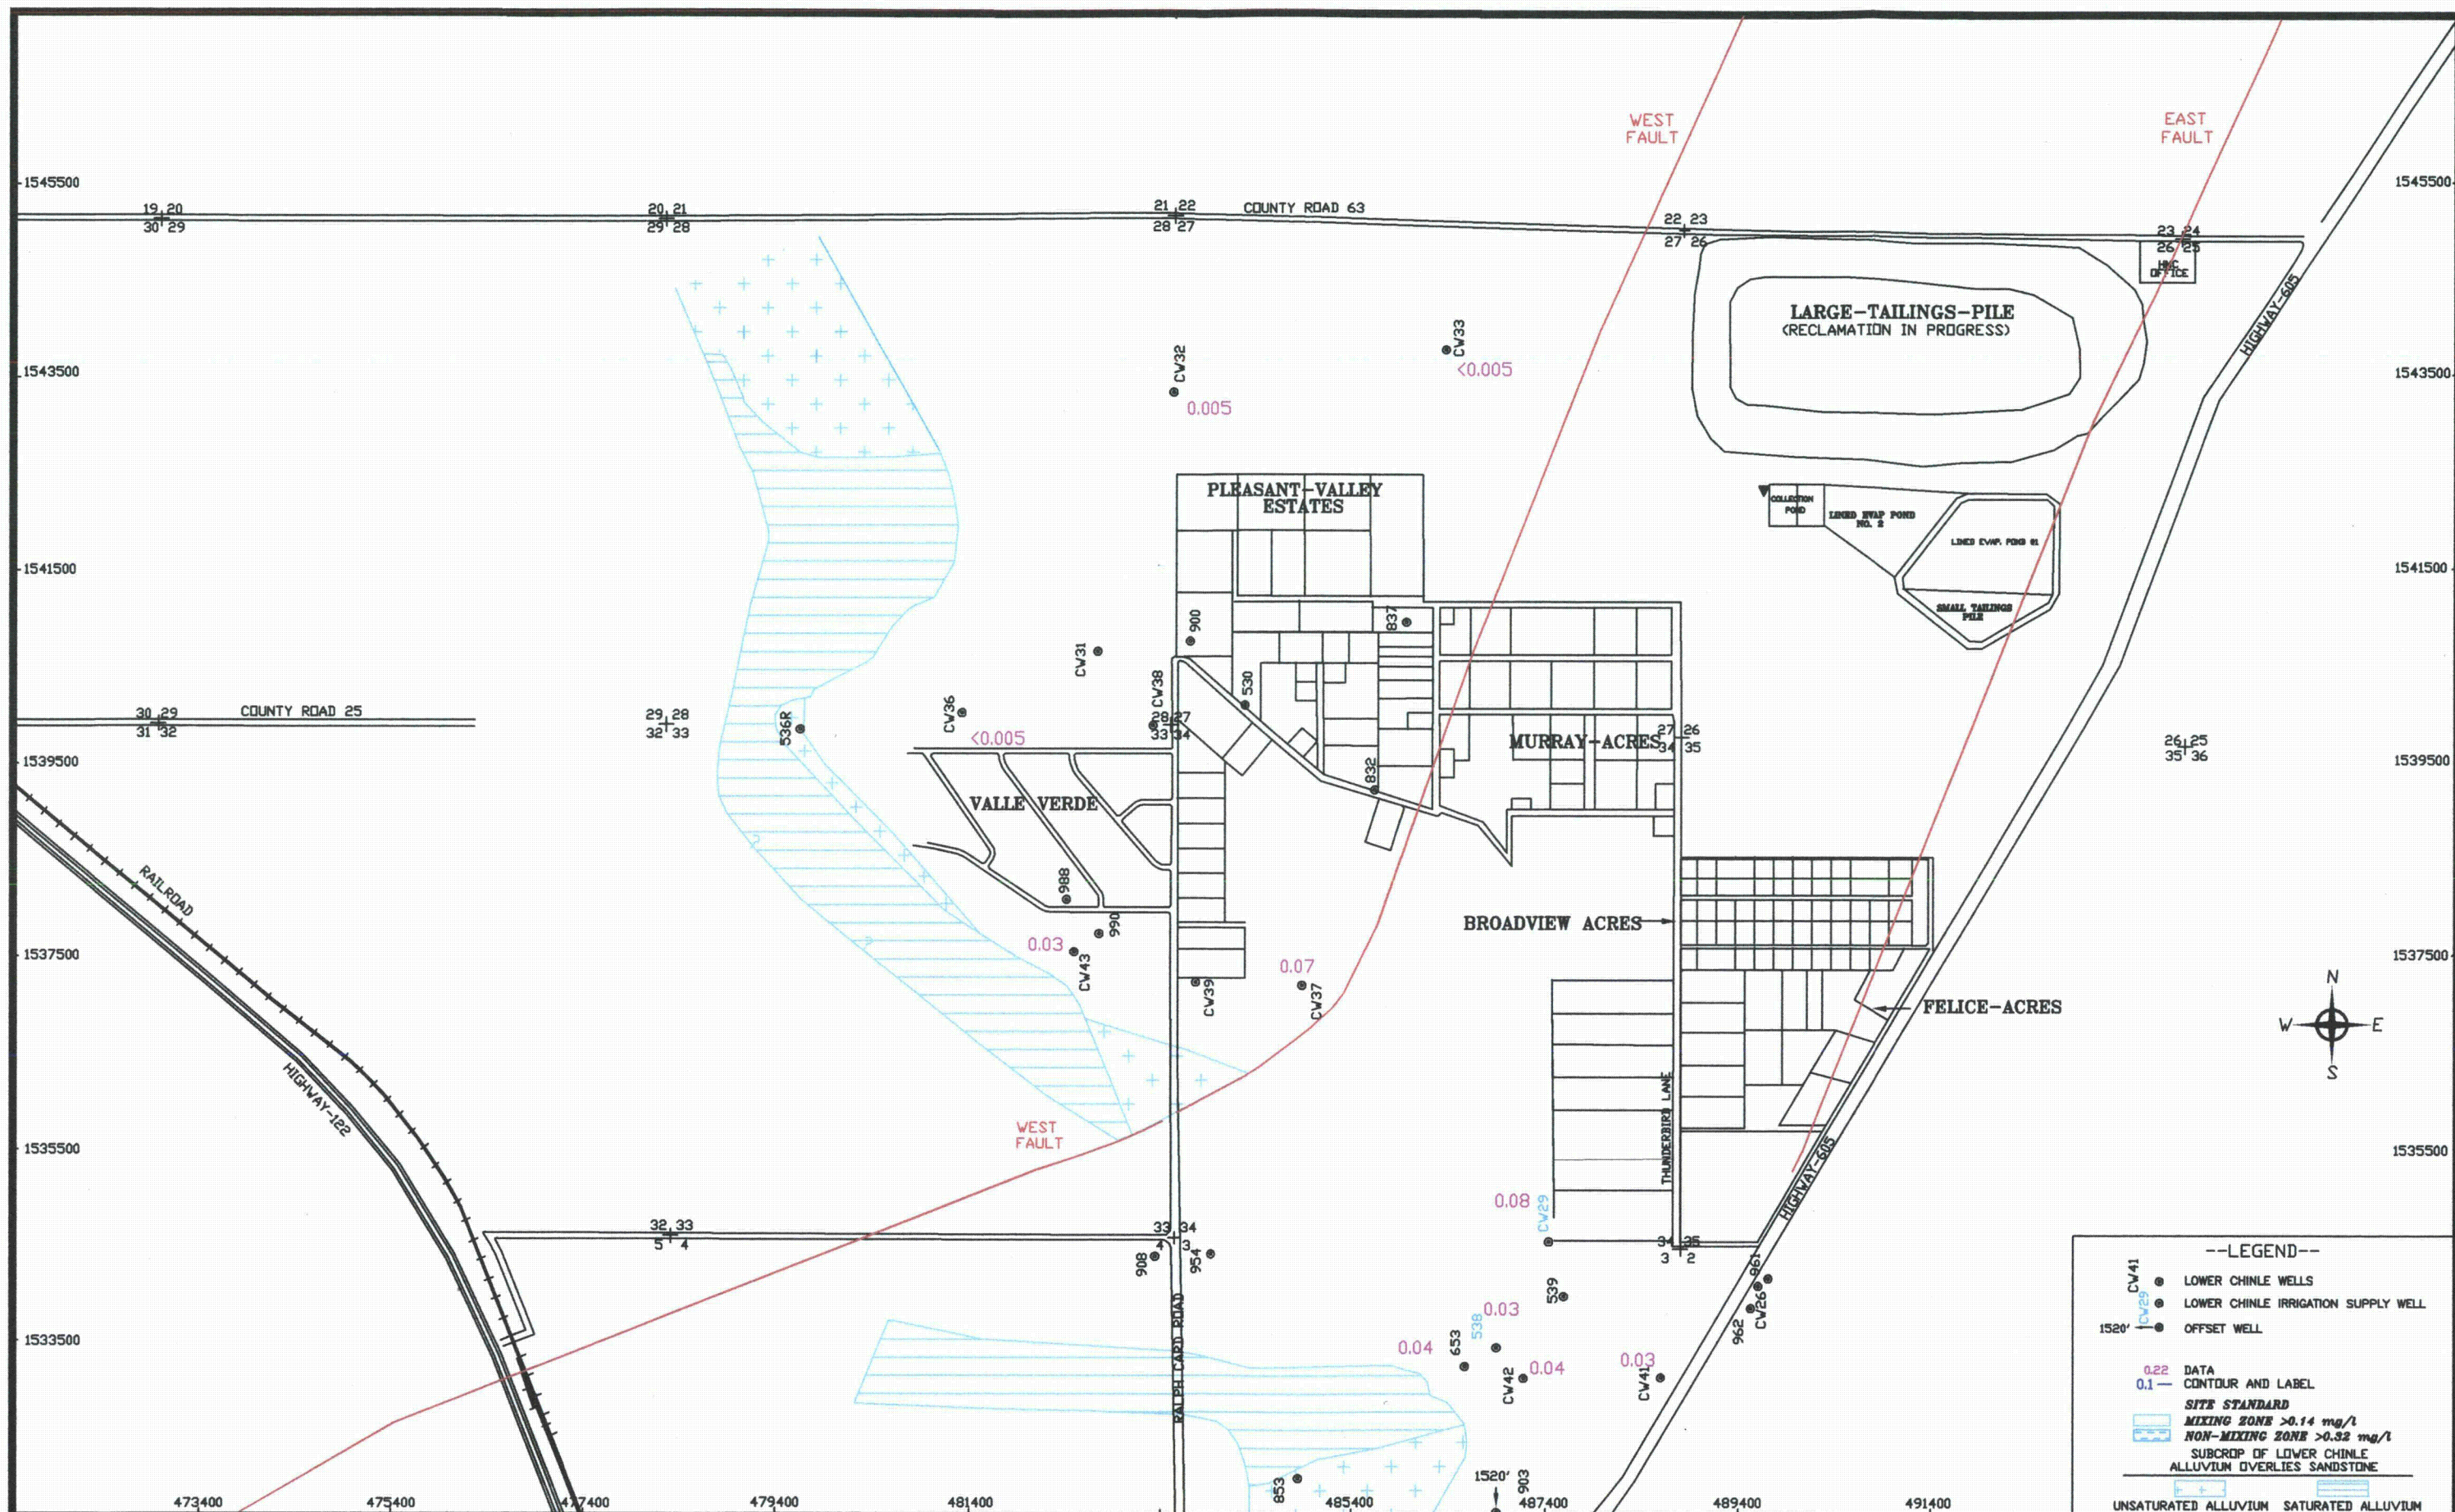 WEST
FAULT
EAST
FAULT
1545500
1545500
19 20
30 29
20 21
29 28
21 22
28 27
COUNTY ROAD 63
22 23
27 26
23 24
26 25
HMC
OFFICE
LARGE-TAILINGS-PILE
(RECLAMATION IN PROGRESS)
HIGHWAY-605
CW32
0.005
CW33
<0.005
1543500
1543500
PLEASANT-VALLEY
ESTATES
COLLECTION
POND
LINED EVAP POND
NO. 2
LINED EVAP. POND #1
SMALL TAILINGS
PILE
1541500
1541500
CW31
900
837
530
CW38
CW36
<0.005
536R
30 29
31 32
COUNTY ROAD 25
29 28
32 33
28 27
33 34
MURRAY-ACRES
27 26
34 35
26 25
35 36
1539500
1539500
832
VALLE VERDE
?
?
988
990
0.03
CW43
CW39
0.07
CW37
BROADVIEW ACRES
FELICE-ACRES
RAILROAD
1537500
1537500
N
W
E
S
HIGHWAY-122
THUNDERBIRD LANE
WEST
FAULT
1535500
1535500
HIGHWAY-605
0.08
CW29
32 33
5 4
33 34
4 3
34 35
3 2
908
954
539
0.03
538
653
0.04
CW42
0.04
0.03
CW41
961
CW26
962
RALPH CARD ROAD
1533500
853
1520'
903
473400
475400
477400
479400
481400
485400
487400
489400
491400
--LEGEND--
CW41
LOWER CHINLE WELLS
CW29
LOWER CHINLE IRRIGATION SUPPLY WELL
1520'
OFFSET WELL
0.22 DATA
0.1 — CONTOUR AND LABEL
SITE STANDARD
MIXING ZONE >0.14 mg/l
NON-MIXING ZONE >0.32 mg/l
SUBCROP OF LOWER CHINLE
ALLUVIUM OVERLIES SANDSTONE
UNSATURATED ALLUVIUM SATURATED ALLUVIUM